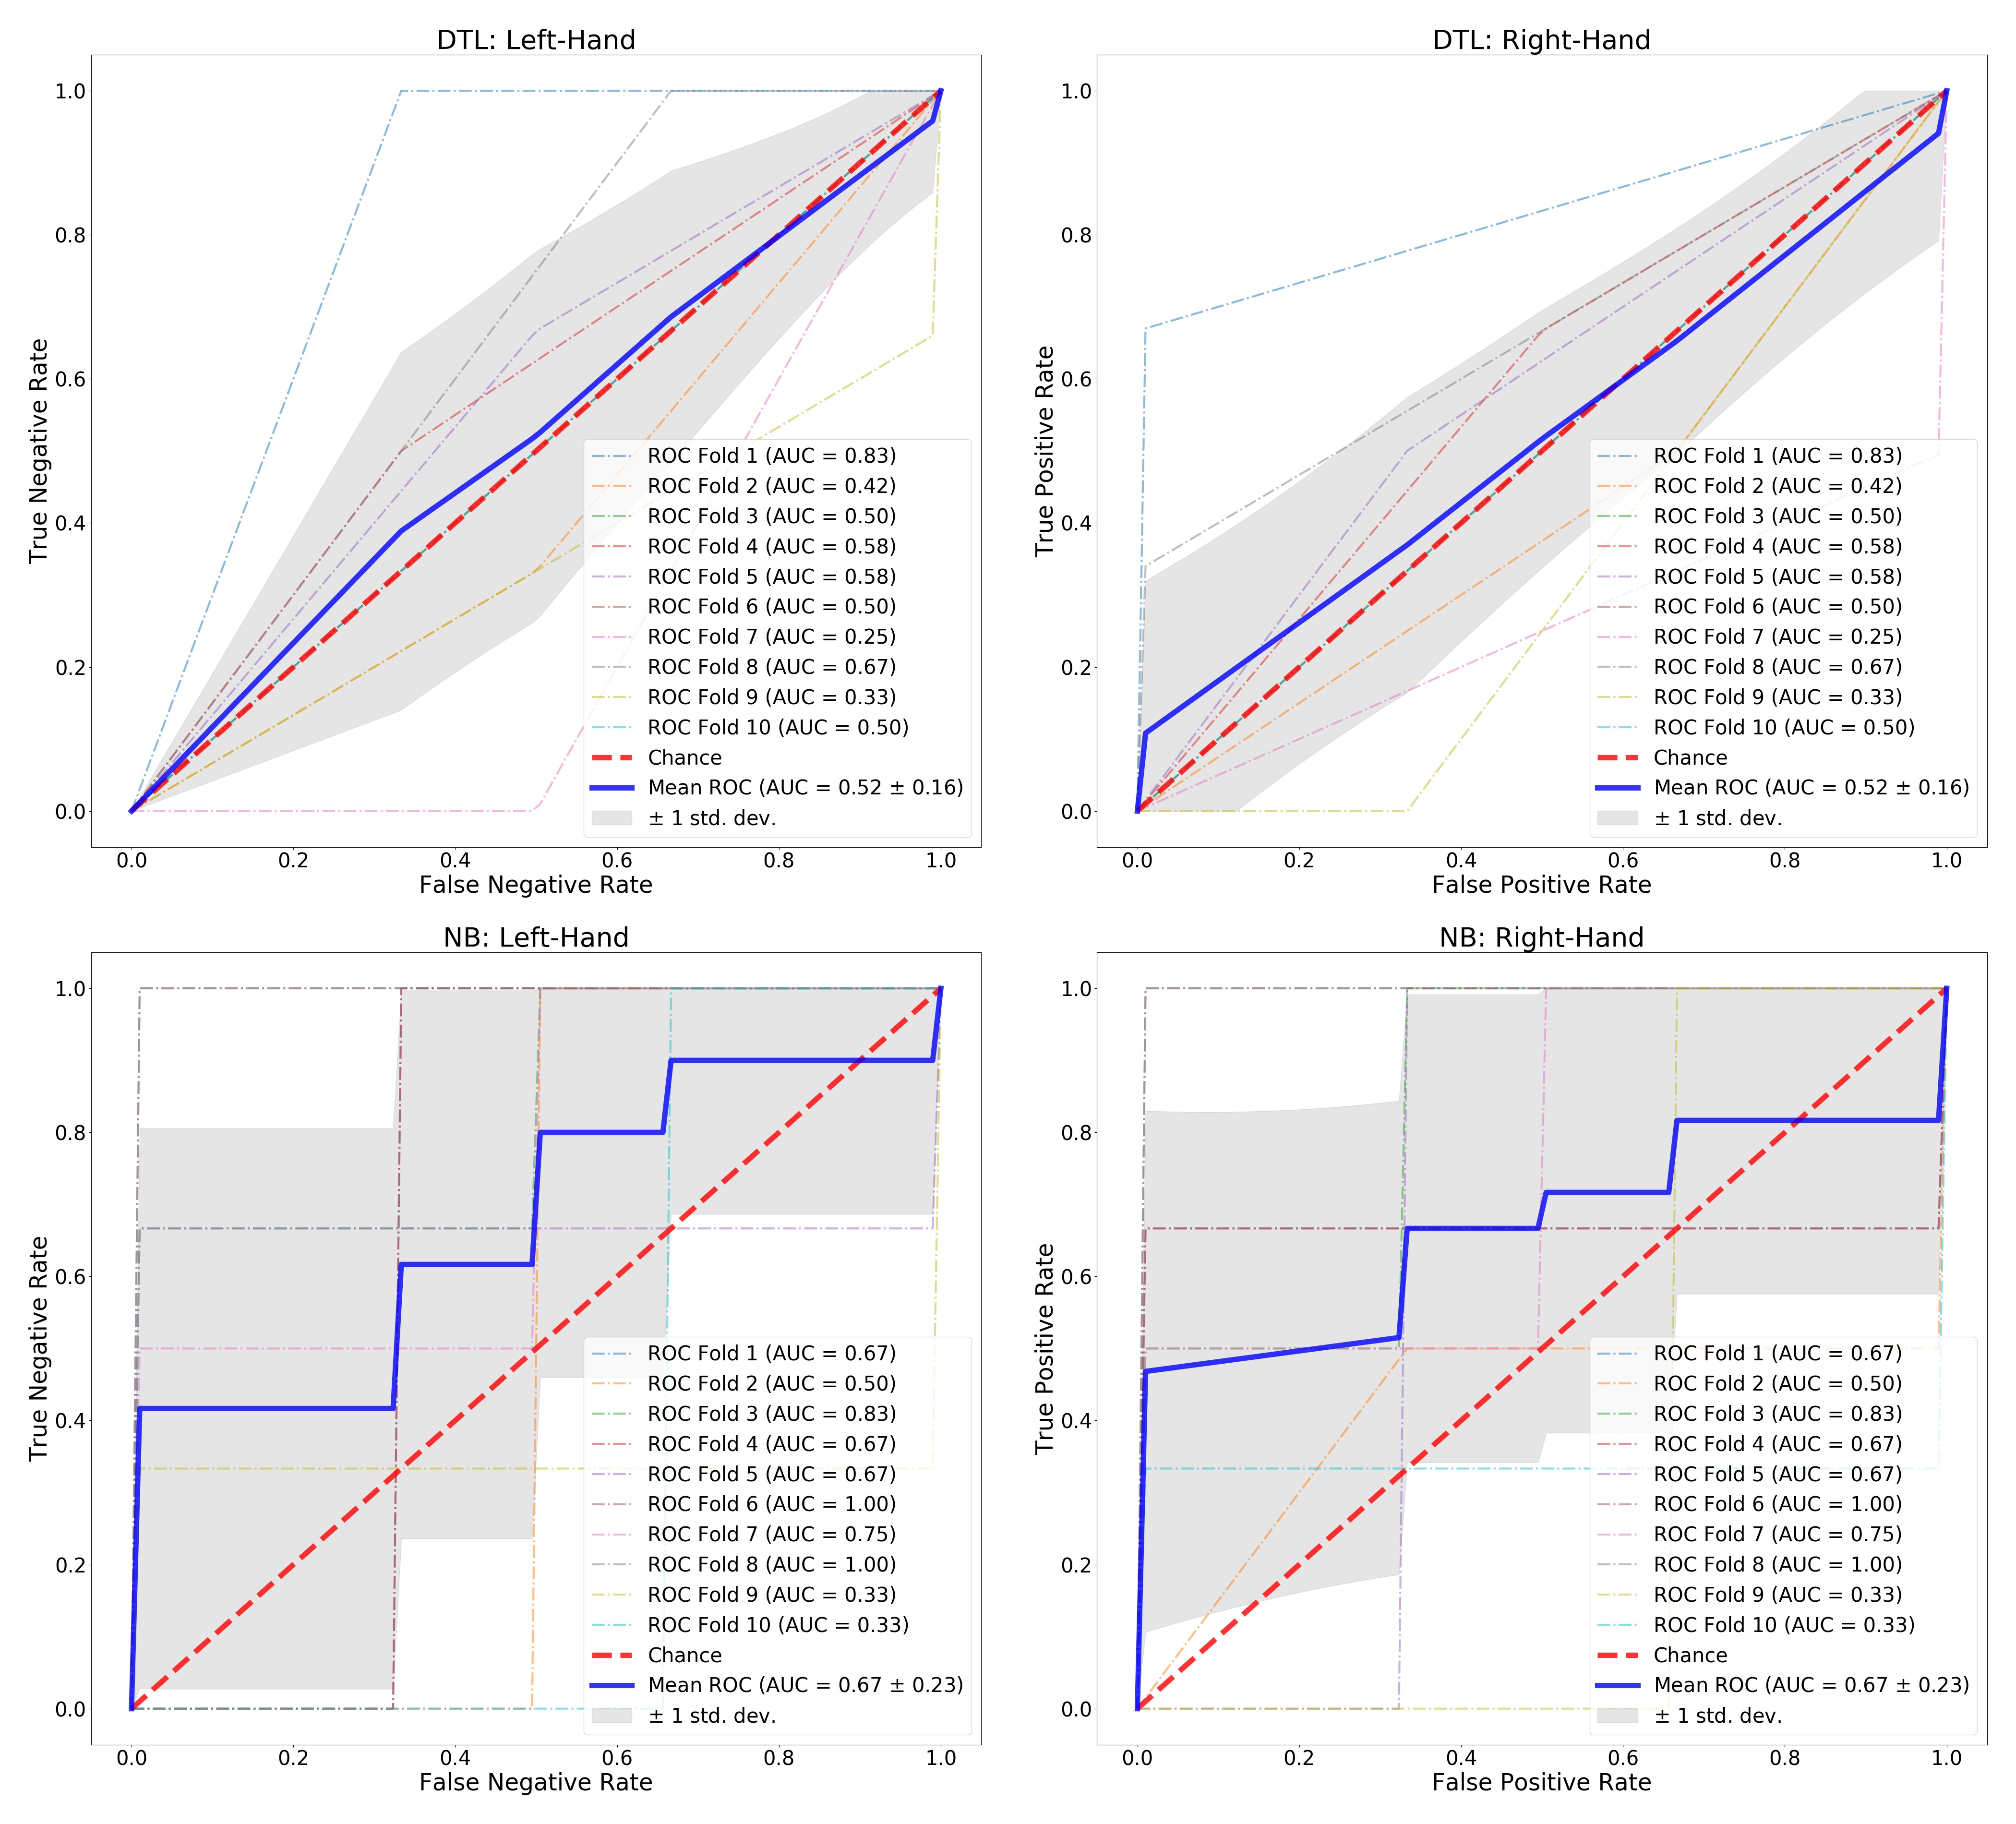 DTL: Left-Hand
True Negative Rate
1.0
0.8
0.6
0.4
0.2
0.0
ROC Fold 1 (AUC = 0.83)
ROC Fold 2 (AUC = 0.42)
ROC Fold 3 (AUC = 0.50)
ROC Fold 4 (AUC = 0.58)
ROC Fold 5 (AUC = 0.58)
ROC Fold 6 (AUC = 0.50)
ROC Fold 7 (AUC = 0.25)
ROC Fold 8 (AUC = 0.67)
ROC Fold 9 (AUC = 0.33)
ROC Fold 10 (AUC = 0.50)
Chance
Mean ROC (AUC = 0.52 ± 0.16)
± 1 std. dev.
0.0 0.2 0.4 0.6 0.8 1.0
False Negative Rate
DTL: Right-Hand
True Positive Rate
1.0
0.8
0.6
0.4
0.2
0.0
ROC Fold 1 (AUC = 0.83)
ROC Fold 2 (AUC = 0.42)
ROC Fold 3 (AUC = 0.50)
ROC Fold 4 (AUC = 0.58)
ROC Fold 5 (AUC = 0.58)
ROC Fold 6 (AUC = 0.50)
ROC Fold 7 (AUC = 0.25)
ROC Fold 8 (AUC = 0.67)
ROC Fold 9 (AUC = 0.33)
ROC Fold 10 (AUC = 0.50)
Chance
Mean ROC (AUC = 0.52 ± 0.16)
± 1 std. dev.
0.0 0.2 0.4 0.6 0.8 1.0
False Positive Rate
NB: Left-Hand
True Negative Rate
1.0
0.8
0.6
0.4
0.2
0.0
ROC Fold 1 (AUC = 0.67)
ROC Fold 2 (AUC = 0.50)
ROC Fold 3 (AUC = 0.83)
ROC Fold 4 (AUC = 0.67)
ROC Fold 5 (AUC = 0.67)
ROC Fold 6 (AUC = 1.00)
ROC Fold 7 (AUC = 0.75)
ROC Fold 8 (AUC = 1.00)
ROC Fold 9 (AUC = 0.33)
ROC Fold 10 (AUC = 0.33)
Chance
Mean ROC (AUC = 0.67 ± 0.23)
± 1 std. dev.
0.0 0.2 0.4 0.6 0.8 1.0
False Negative Rate
NB: Right-Hand
True Positive Rate
1.0
0.8
0.6
0.4
0.2
0.0
ROC Fold 1 (AUC = 0.67)
ROC Fold 2 (AUC = 0.50)
ROC Fold 3 (AUC = 0.83)
ROC Fold 4 (AUC = 0.67)
ROC Fold 5 (AUC = 0.67)
ROC Fold 6 (AUC = 1.00)
ROC Fold 7 (AUC = 0.75)
ROC Fold 8 (AUC = 1.00)
ROC Fold 9 (AUC = 0.33)
ROC Fold 10 (AUC = 0.33)
Chance
Mean ROC (AUC = 0.67 ± 0.23)
± 1 std. dev.
0.0 0.2 0.4 0.6 0.8 1.0
False Positive Rate